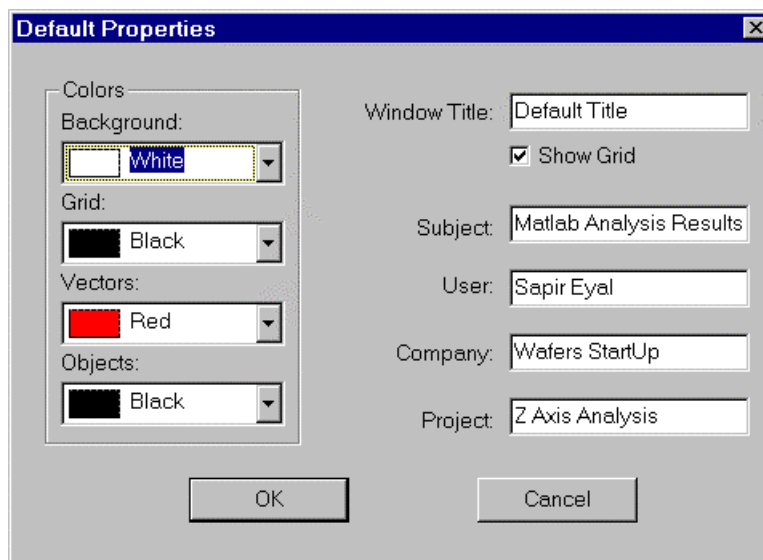 Default Properties
Colors
Background:
White
Grid:
Black
Vectors:
Red
Objects:
Black
Window Title: Default Title
Show Grid
Subject: Matlab Analysis Results
User: Sapir Eyal
Company: Wafers StartUp
Project: Z Axis Analysis
OK
Cancel